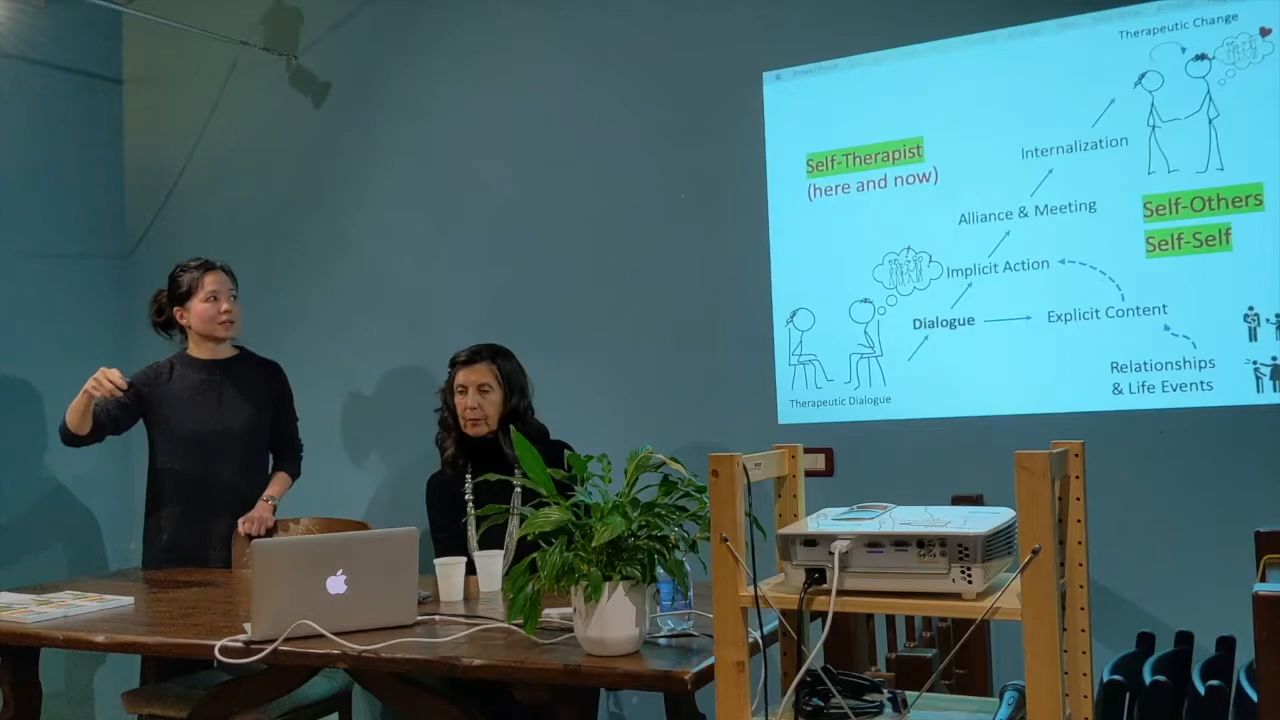 Therapeutic Change
Internalization
Self-Therapist
(here and now)
Alliance & Meeting
Self-Others
Self-Self
Implicit Action
Dialogue
Explicit Content
Relationships
& Life Events
Therapeutic Dialogue